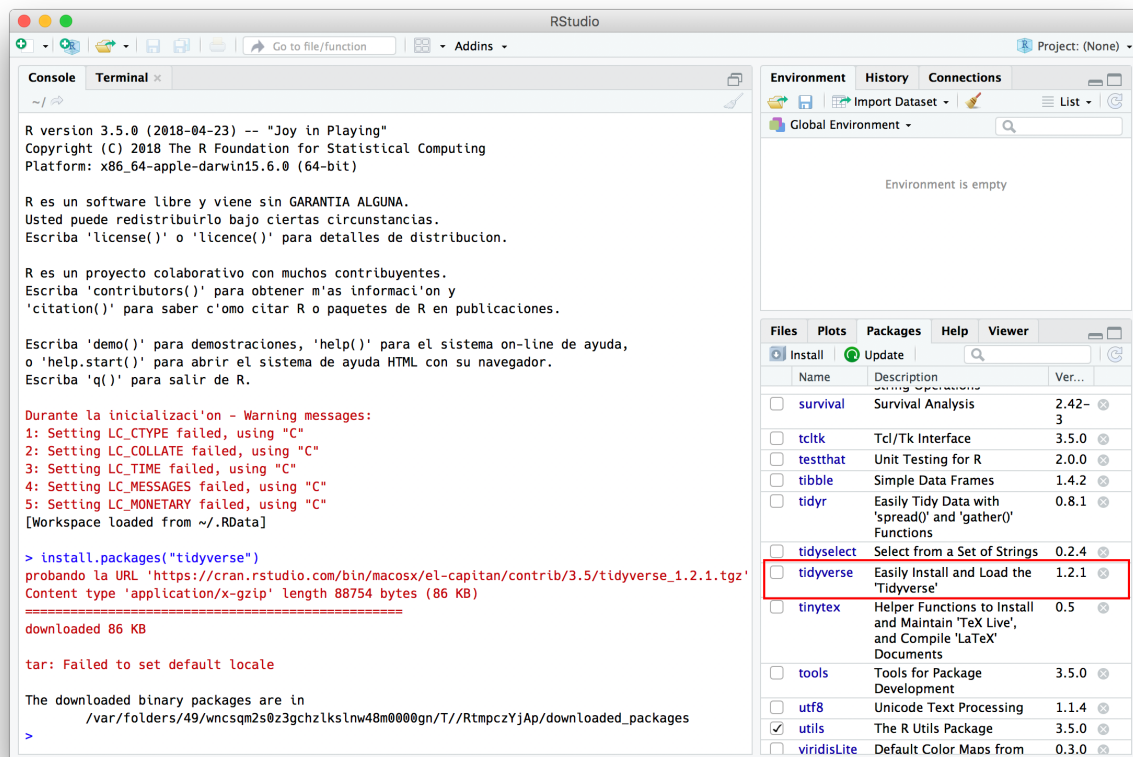 RStudio
Go to file/function
Addins
Project: (None)
Console Terminal
~/
R version 3.5.0 (2018-04-23) -- "Joy in Playing"
Copyright (C) 2018 The R Foundation for Statistical Computing
Platform: x86_64-apple-darwin15.6.0 (64-bit)
R es un software libre y viene sin GARANTIA ALGUNA.
Usted puede redistribuirlo bajo ciertas circunstancias.
Escriba 'license()' o 'licence()' para detalles de distribucion.
R es un proyecto colaborativo con muchos contribuyentes.
Escriba 'contributors()' para obtener m'as informaci'on y
'citation()' para saber c'omo citar R o paquetes de R en publicaciones.
Escriba 'demo()' para demostraciones, 'help()' para el sistema on-line de ayuda,
o 'help.start()' para abrir el sistema de ayuda HTML con su navegador.
Escriba 'q()' para salir de R.
Durante la inicializaci'on - Warning messages:
1: Setting LC_CTYPE failed, using "C"
2: Setting LC_COLLATE failed, using "C"
3: Setting LC_TIME failed, using "C"
4: Setting LC_MESSAGES failed, using "C"
5: Setting LC_MONETARY failed, using "C"
[Workspace loaded from ~/.RData]
> install.packages("tidyverse")
probando la URL 'https://cran.rstudio.com/bin/macosx/el-capitan/contrib/3.5/tidyverse_1.2.1.tgz'
Content type 'application/x-gzip' length 88754 bytes (86 KB)
==================================================
downloaded 86 KB
tar: Failed to set default locale
The downloaded binary packages are in
/var/folders/49/wncsqm2s0z3gchzlkslnw48m0000gn/T//RtmpczYjAp/downloaded_packages
>
Environment History Connections
Import Dataset List
Global Environment
Environment is empty
Files Plots Packages Help Viewer
Install Update
Name Description Ver...
String Operations
survival Survival Analysis 2.42-
3
tcltk Tcl/Tk Interface 3.5.0
testthat Unit Testing for R 2.0.0
tibble Simple Data Frames 1.4.2
tidyr Easily Tidy Data with 0.8.1
'spread()' and 'gather()'
Functions
tidyselect Select from a Set of Strings 0.2.4
tidyverse Easily Install and Load the 1.2.1
'Tidyverse'
tinytex Helper Functions to Install 0.5
and Maintain 'TeX Live',
and Compile 'LaTeX'
Documents
tools Tools for Package 3.5.0
Development
utf8 Unicode Text Processing 1.1.4
utils The R Utils Package 3.5.0
viridisLite Default Color Maps from 0.3.0